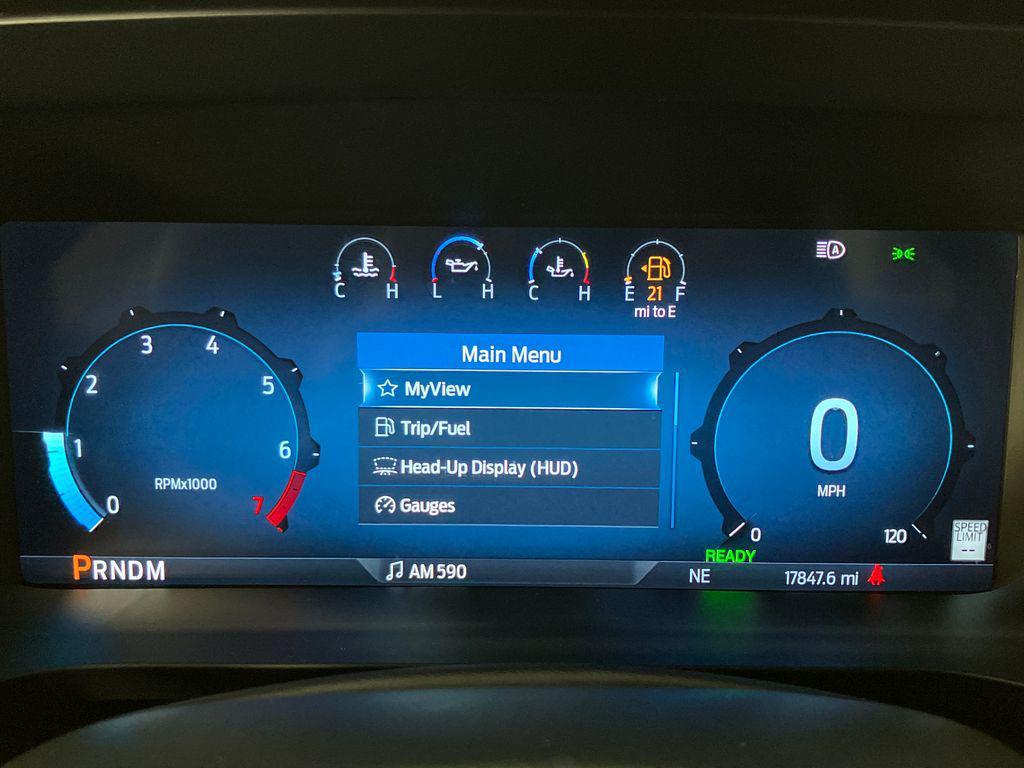 C H
L H
C H
E 21 F
mi to E
A
0
1
2
3
4
5
6
7
RPMx1000
Main Menu
MyView
Trip/Fuel
Head-Up Display (HUD)
Gauges
0
MPH
0
120
SPEED
LIMIT
--
READY
PRNDM
AM 590
NE
17847.6 mi